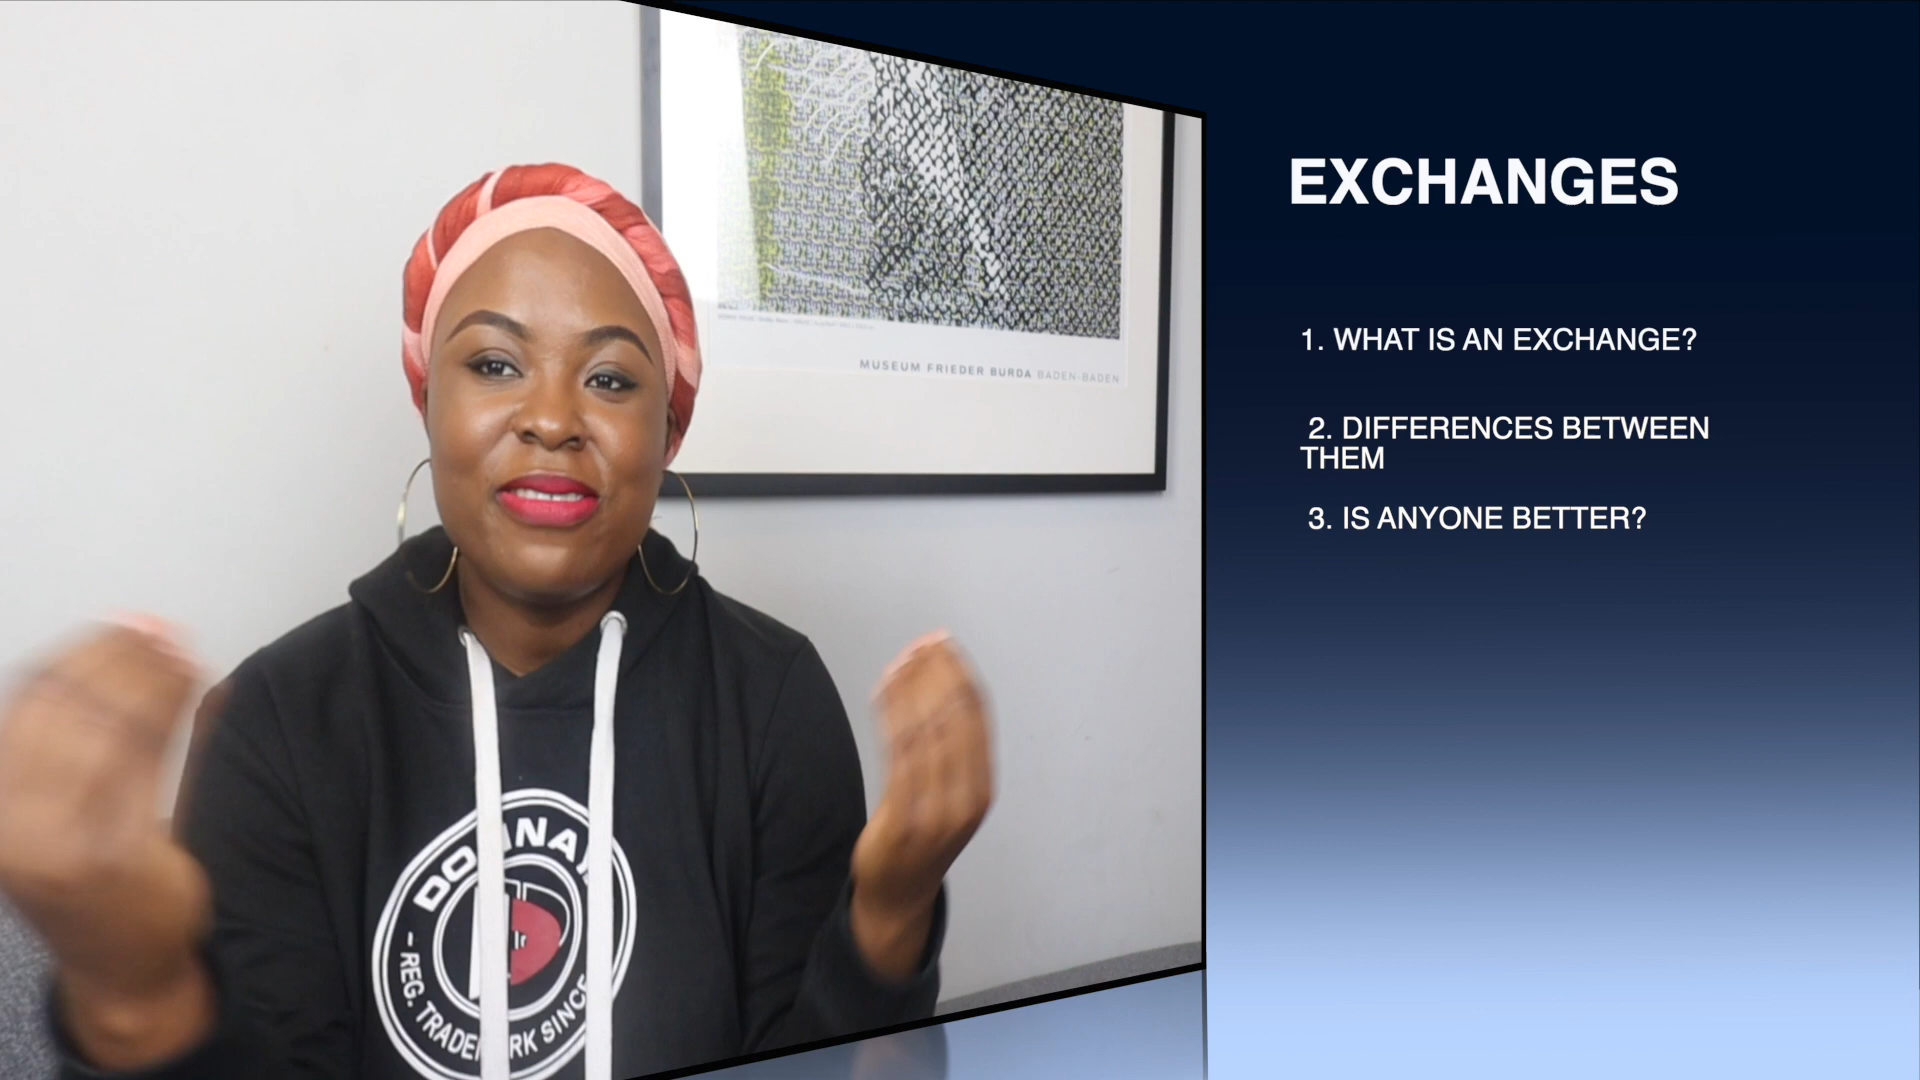 EXCHANGES
1. WHAT IS AN EXCHANGE?
2. DIFFERENCES BETWEEN
THEM
3. IS ANYONE BETTER?
MUSEUM FRIEDER BURDA BADEN-BADEN
- REG. TRADEMARK SINCE